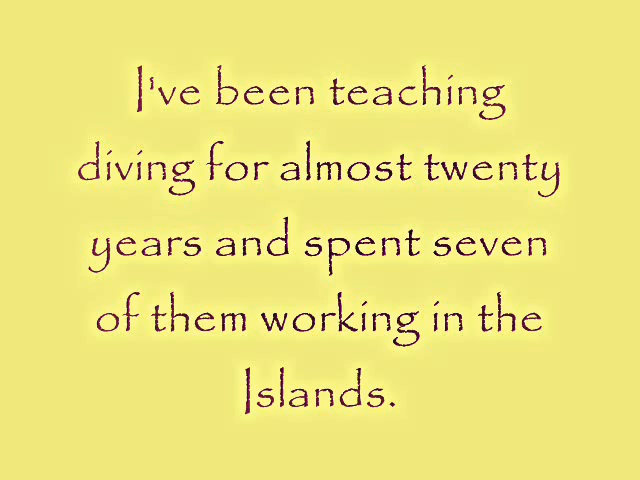 I've been teaching
diving for almost twenty
years and spent seven
of them working in the
Islands.